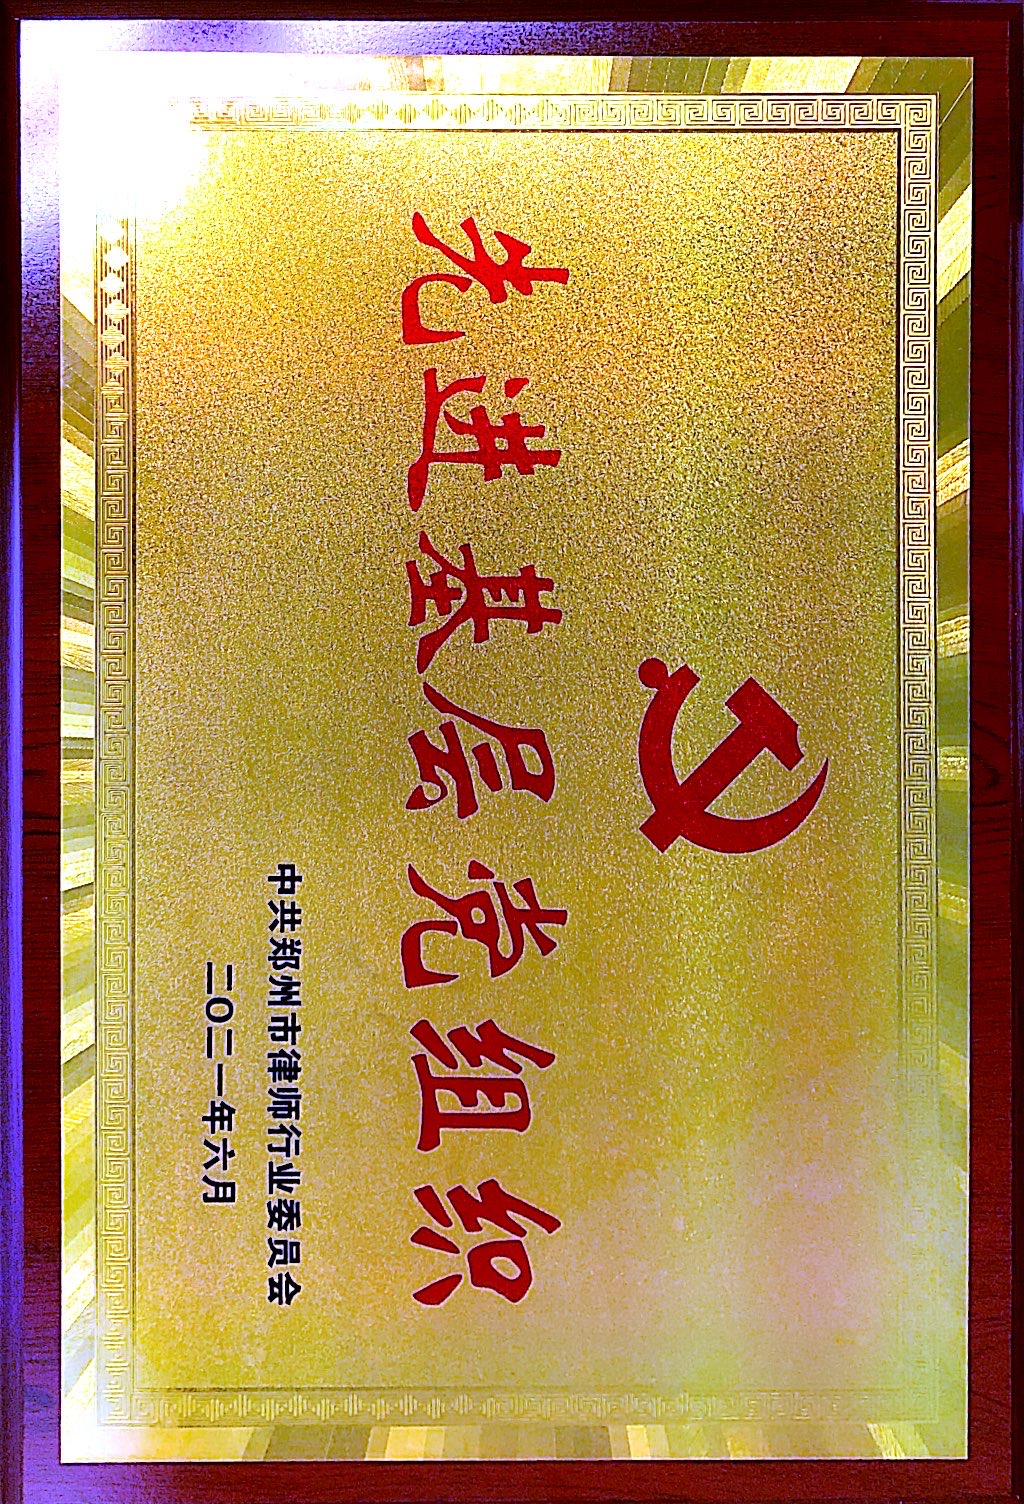 先进基层党组织
中共郑州市律师行业委员会
二〇二一年六月